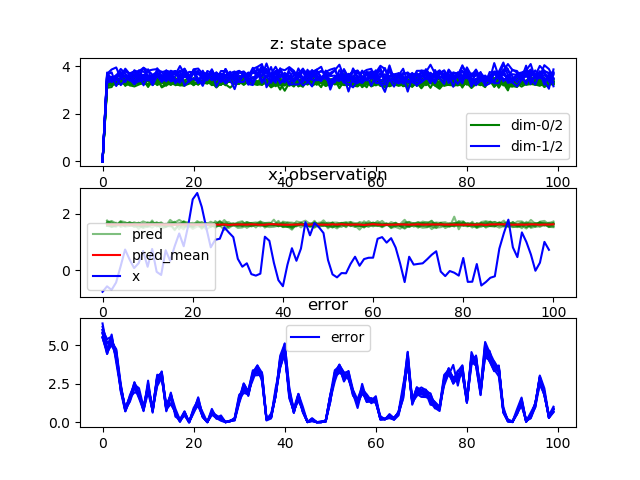 z: state space
4
2
0
dim-0/2
dim-1/2
0 20 40 60 80 100
x: observation
2
0
pred
pred_mean
x
0 20 40 60 80 100
error
5.0
2.5
0.0
error
0 20 40 60 80 100